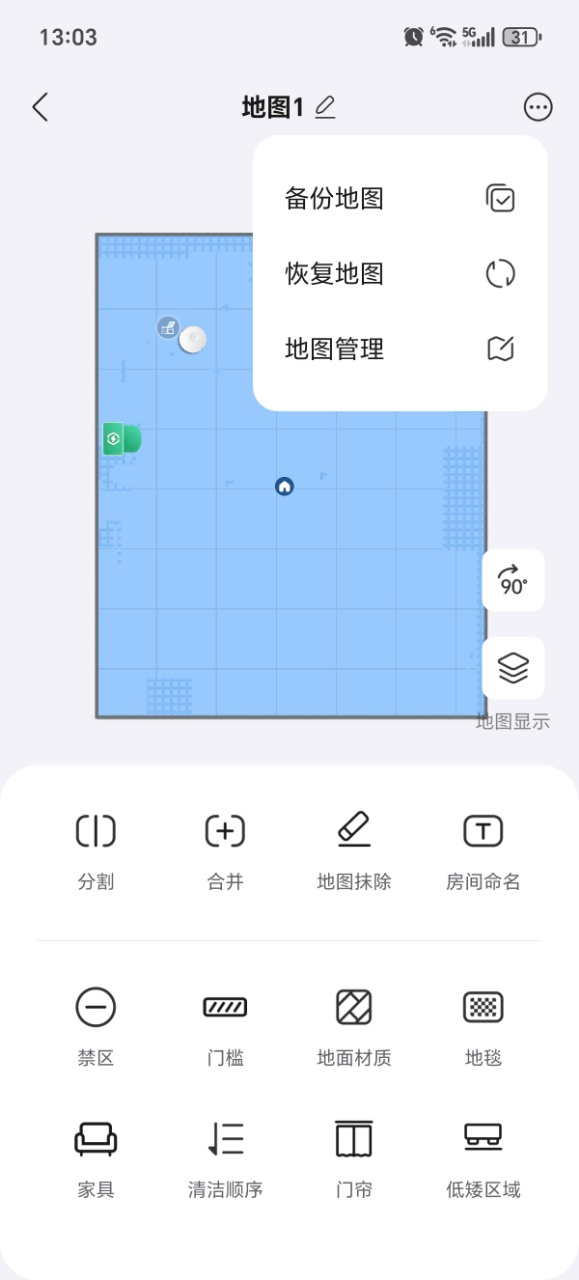 13:03
6
5G
31
地图1
备份地图
恢复地图
地图管理
90°
地图显示
分割
合并
地图抹除
T
房间命名
禁区
门槛
地面材质
地毯
家具
清洁顺序
门帘
低矮区域